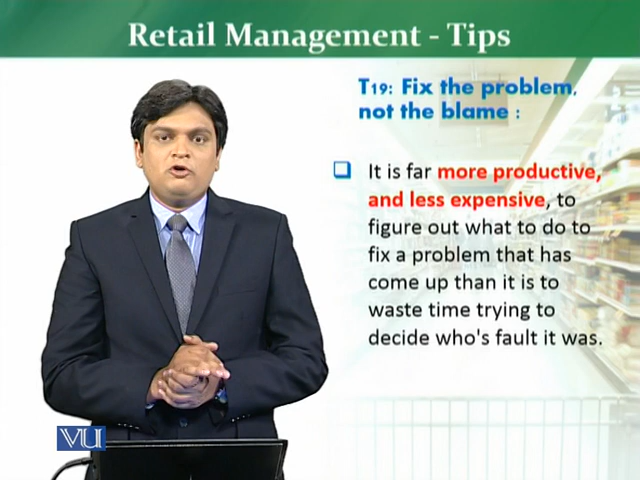 Retail Management - Tips
T19: Fix the problem,
not the blame :
It is far more productive,
and less expensive, to
figure out what to do to
fix a problem that has
come up than it is to
waste time trying to
decide who's fault it was.
VU